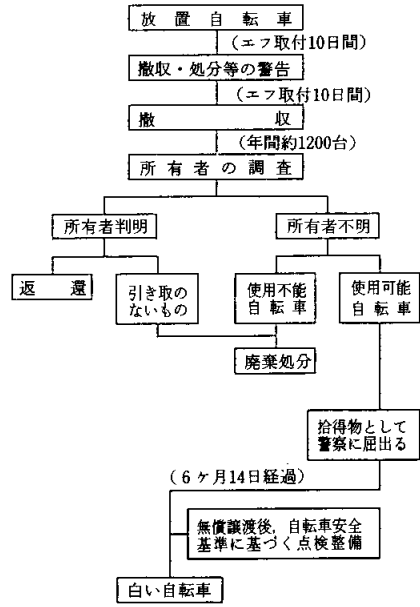 放置自転車
(エフ取付10日間)
撤収・処分等の警告
(エフ取付10日間)
撤収
(年間約1200台)
所有者の調査
所有者判明
所有者不明
返還
引き取の
ないもの
使用不能
自転車
使用可能
自転車
廃棄処分
拾得物として
警察に届出る
(6ヶ月14日経過)
無償譲渡後,自転車安全
基準に基づく点検整備
白い自転車